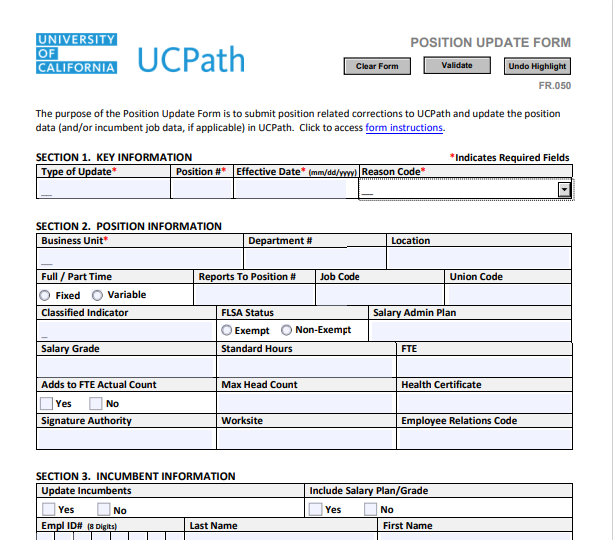 UNIVERSITY
OF
CALIFORNIA
UCPath
POSITION UPDATE FORM
Clear Form Validate Undo Highlight
FR.050
The purpose of the Position Update Form is to submit position related corrections to UCPath and update the position
data (and/or incumbent job data, if applicable) in UCPath. Click to access form instructions.
SECTION 1. KEY INFORMATION *Indicates Required Fields
Type of Update* Position #* Effective Date* (mm/dd/yyyy) Reason Code*
__ __
SECTION 2. POSITION INFORMATION
Business Unit* Department # Location
__
Full / Part Time Reports To Position # Job Code Union Code
Fixed Variable
Classified Indicator FLSA Status Salary Admin Plan
_ Exempt Non-Exempt
Salary Grade Standard Hours FTE
Adds to FTE Actual Count Max Head Count Health Certificate
Yes No
Signature Authority Worksite Employee Relations Code
SECTION 3. INCUMBENT INFORMATION
Update Incumbents Include Salary Plan/Grade
Yes No Yes No
Empl ID# (8 Digits) Last Name First Name